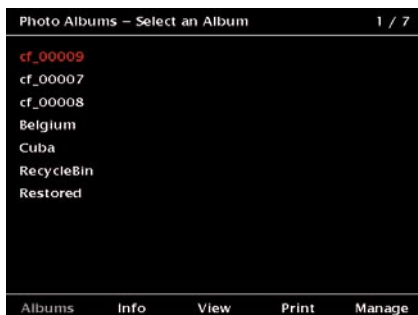 Photo Albums – Select an Album 1 / 7
cf_00009
cf_00007
cf_00008
Belgium
Cuba
RecycleBin
Restored
Albums Info View Print Manage